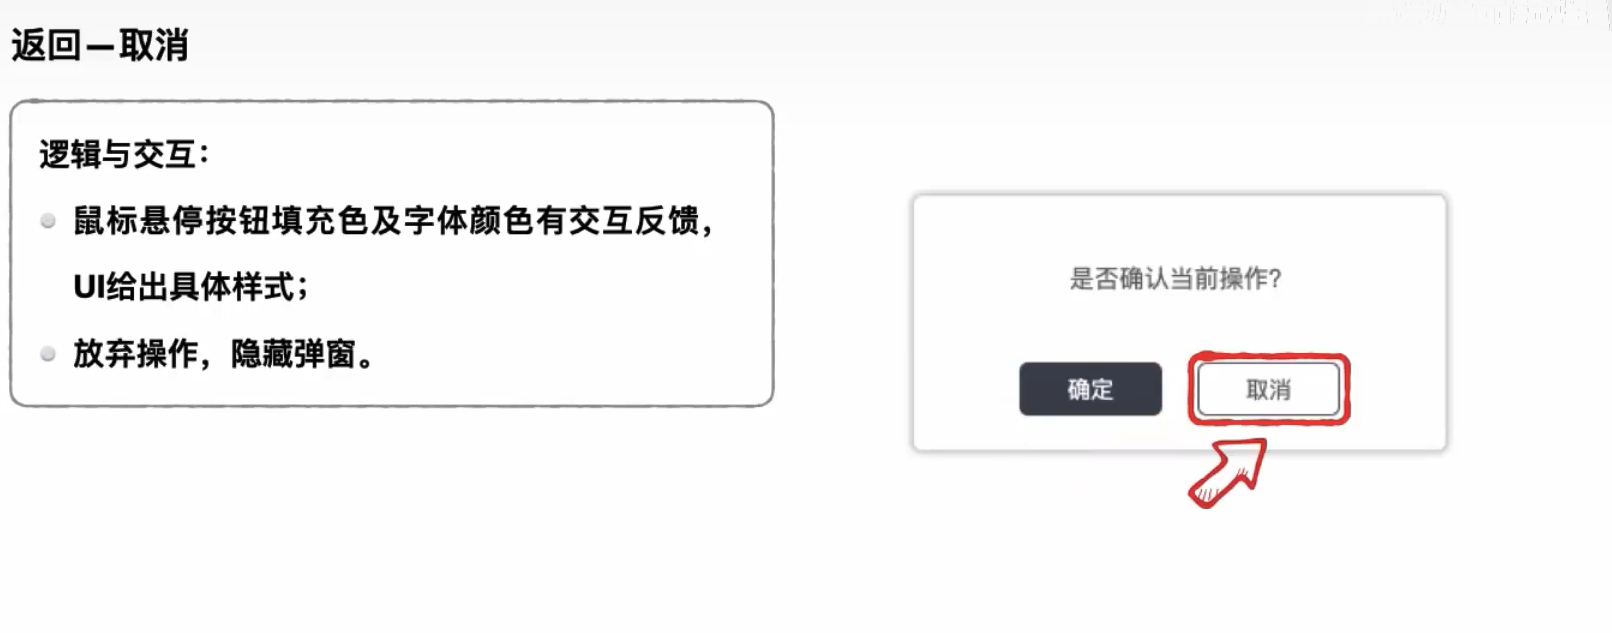 返回—取消
逻辑与交互：
鼠标悬停按钮填充色及字体颜色有交互反馈，
UI给出具体样式；
放弃操作，隐藏弹窗。
是否确认当前操作？
确定
取消